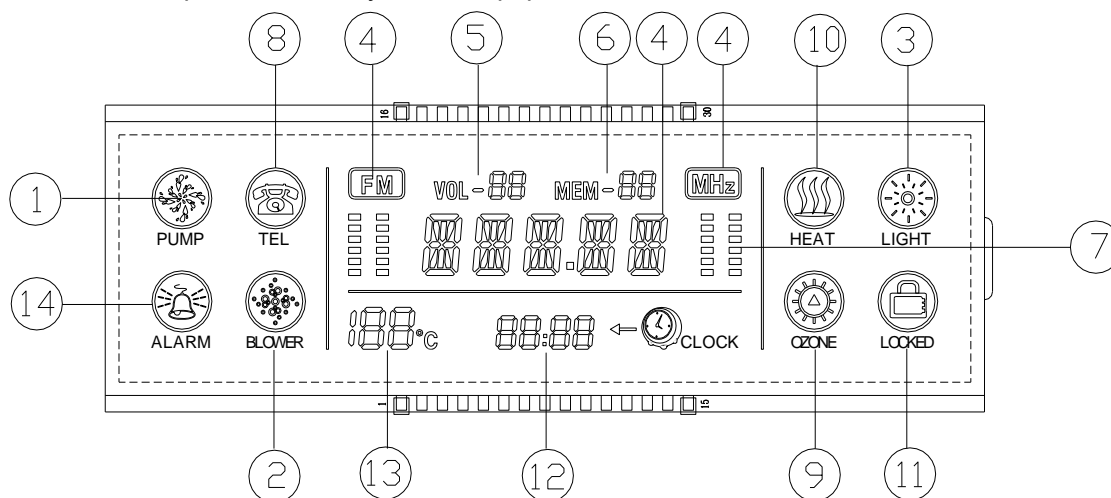 8 4 5 6 4 4 10 3
16 30
FM VOL -88 MEM -88 MHz
1 PUMP TEL HEAT LIGHT 7
14 ALARM BLOWER 188°C 88:88 CLOCK OZONE LOCKED
1 15
2 13 12 9 11